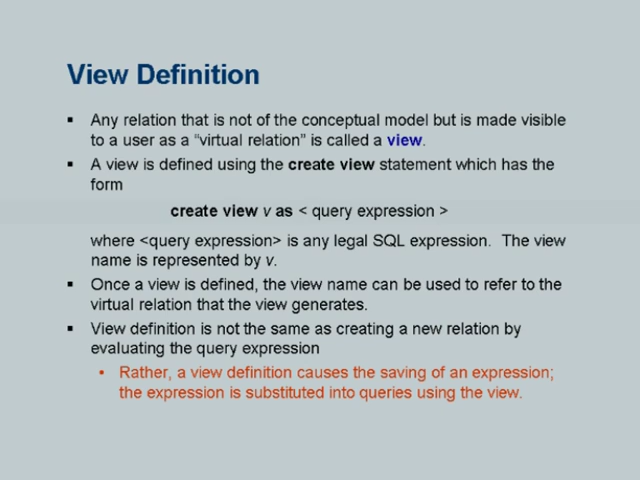 View Definition
▪ Any relation that is not of the conceptual model but is made visible
to a user as a “virtual relation” is called a view.
▪ A view is defined using the create view statement which has the
form
create view v as < query expression >
where <query expression> is any legal SQL expression. The view
name is represented by v.
▪ Once a view is defined, the view name can be used to refer to the
virtual relation that the view generates.
▪ View definition is not the same as creating a new relation by
evaluating the query expression
• Rather, a view definition causes the saving of an expression;
the expression is substituted into queries using the view.